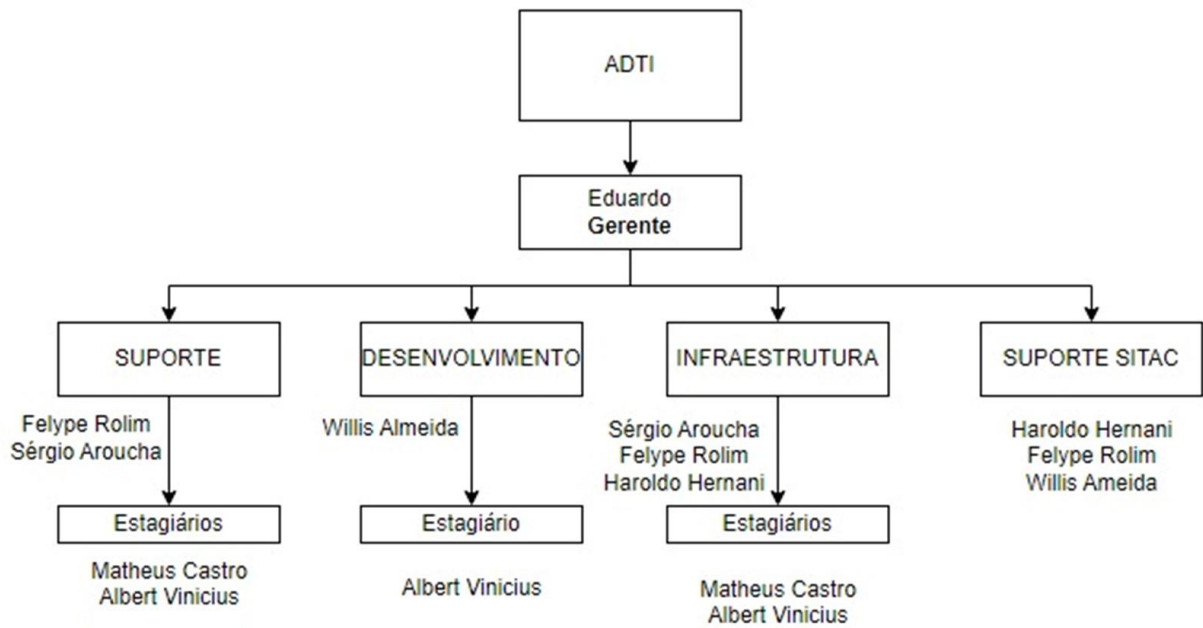 ADTI
Eduardo
Gerente
SUPORTE
DESENVOLVIMENTO
INFRAESTRUTURA
SUPORTE SITAC
Felype Rolim
Sérgio Aroucha
Willis Almeida
Sérgio Aroucha
Felype Rolim
Haroldo Hernani
Haroldo Hernani
Felype Rolim
Willis Ameida
Estagiários
Estagiário
Estagiários
Matheus Castro
Albert Vinicius
Albert Vinicius
Matheus Castro
Albert Vinicius